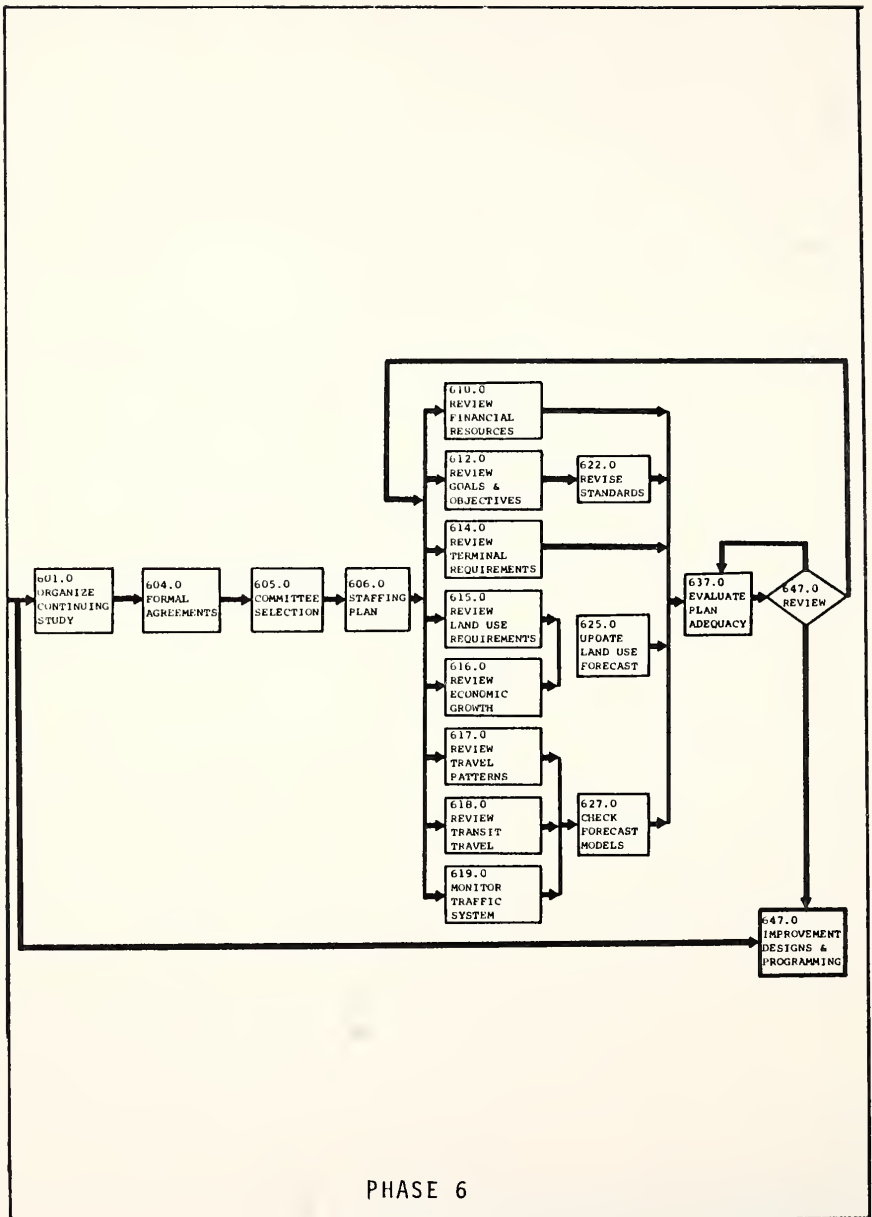 610.0
REVIEW
FINANCIAL
RESOURCES
612.0
REVIEW
GOALS &
OBJECTIVES
622.0
REVISE
STANDARDS
614.0
REVIEW
TERMINAL
REQUIREMENTS
601.0
ORGANIZE
CONTINUING
STUDY
604.0
FORMAL
AGREEMENTS
605.0
COMMITTEE
SELECTION
606.0
STAFFING
PLAN
615.0
REVIEW
LAND USE
REQUIREMENTS
616.0
REVIEW
ECONOMIC
GROWTH
625.0
UPDATE
LAND USE
FORECAST
637.0
EVALUATE
PLAN
ADEQUACY
647.0
REVIEW
617.0
REVIEW
TRAVEL
PATTERNS
618.0
REVIEW
TRANSIT
TRAVEL
627.0
CHECK
FORECAST
MODELS
619.0
MONITOR
TRAFFIC
SYSTEM
647.0
IMPROVEMENT
DESIGNS &
PROGRAMMING
PHASE 6